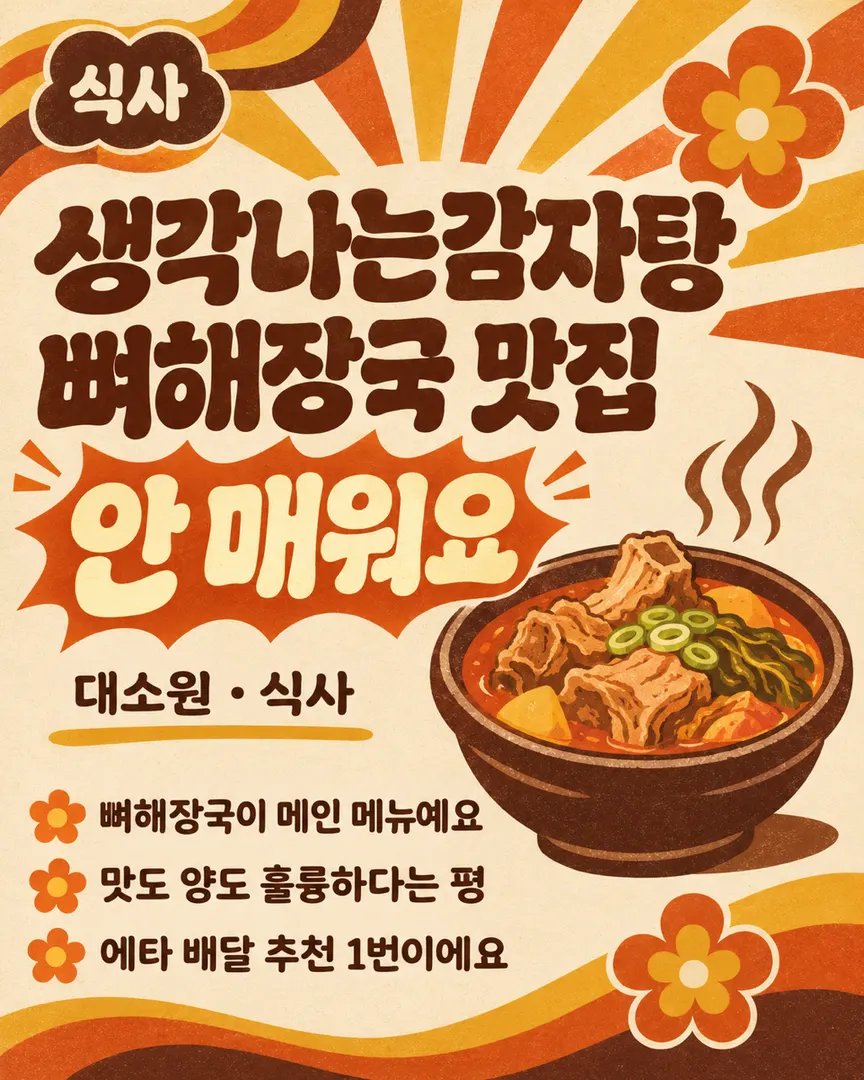 식사
생각나는감자탕
뼈해장국 맛집
안 매워요
대소원 • 식사
뼈해장국이 메인 메뉴예요
맛도 양도 훌륭하다는 평
에타 배달 추천 1번이에요